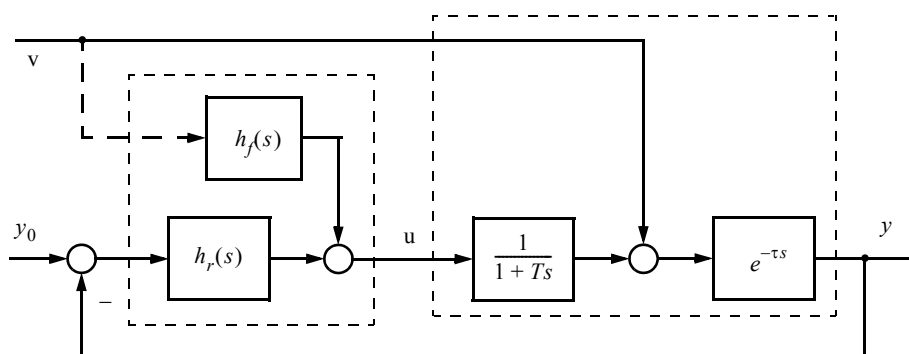 v
h_f(s)
y_0
h_r(s)
u
1
1 + Ts
e^{-τs}
y
−